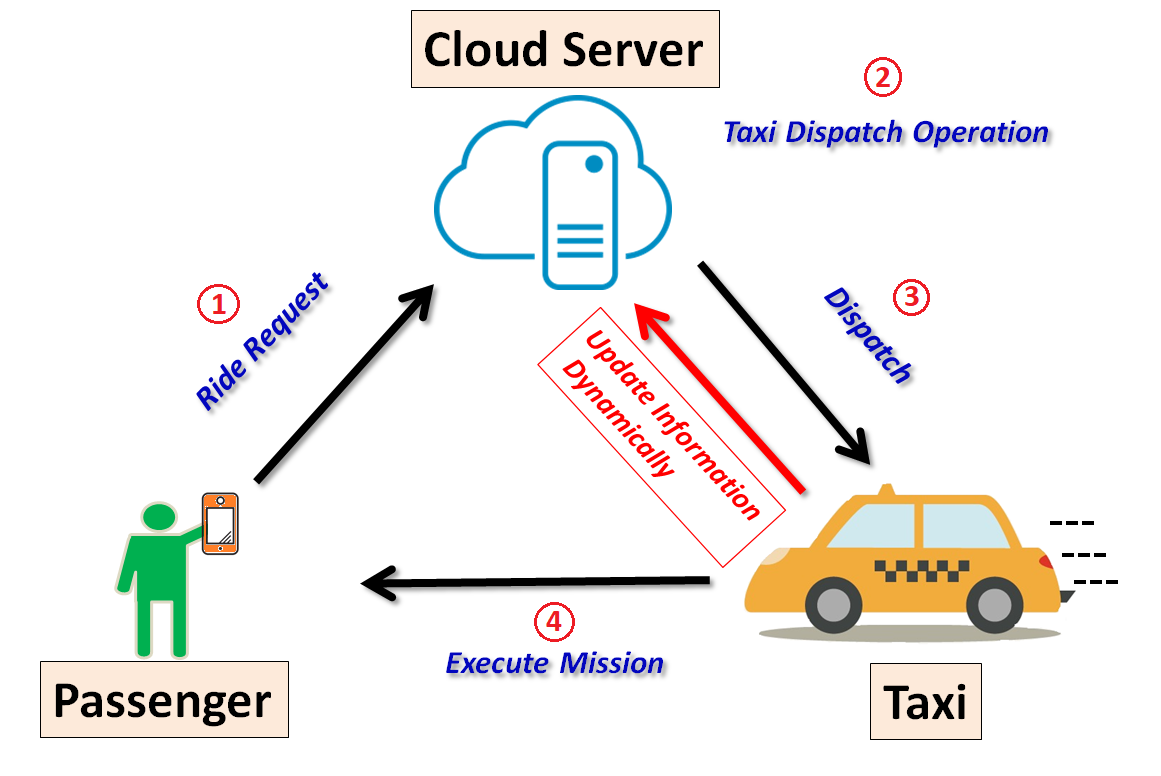 Cloud Server
2
Taxi Dispatch Operation
1
Ride Request
3
Dispatch
Update Information
Dynamically
4
Execute Mission
Passenger
Taxi